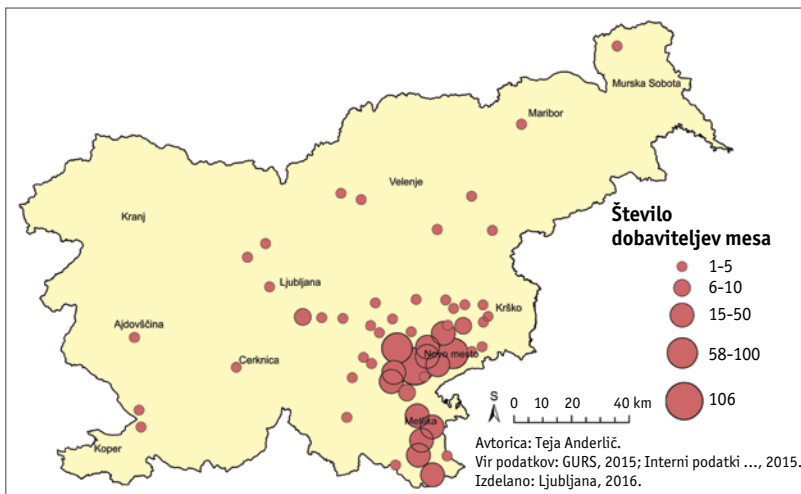 Murska Sobota
Maribor
Velenje
Kranj
Število
dobaviteljev mesa
1-5
6-10
15-50
58-100
106
Ljubljana
Krško
Ajdovščina
Novo mesto
Cerknica
Metlika
Koper
S
0 10 20 40 km
Avtorica: Teja Anderlič.
Vir podatkov: GURS, 2015; Interni podatki ..., 2015.
Izdelano: Ljubljana, 2016.